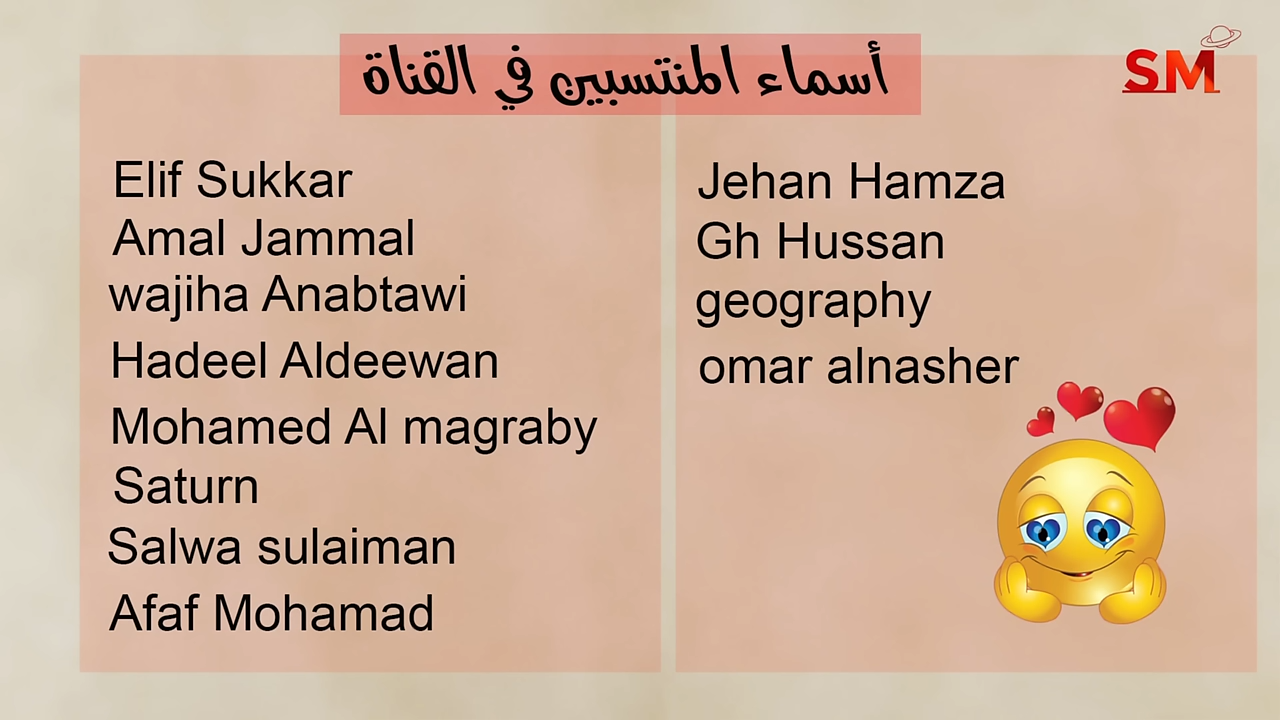 أسماء المنتسبين في القناة
SM
Elif Sukkar
Amal Jammal
wajiha Anabtawi
Hadeel Aldeewan
Mohamed Al magraby
Saturn
Salwa sulaiman
Afaf Mohamad
Jehan Hamza
Gh Hussan
geography
omar alnasher